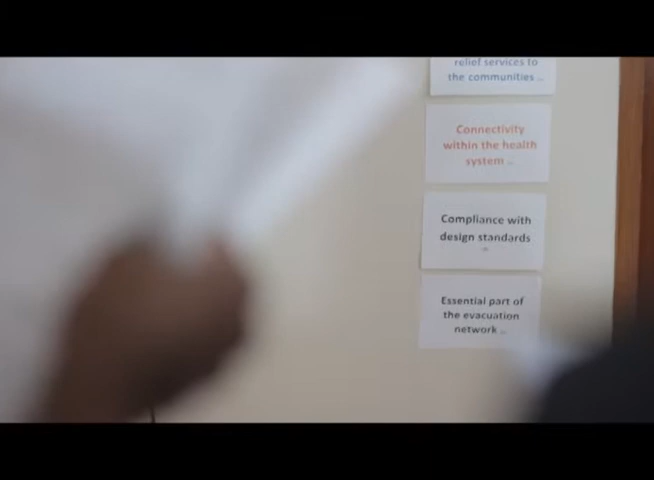 relief services to
the communities ...
Connectivity
within the health
system ...
Compliance with
design standards
...
Essential part of
the evacuation
network ...